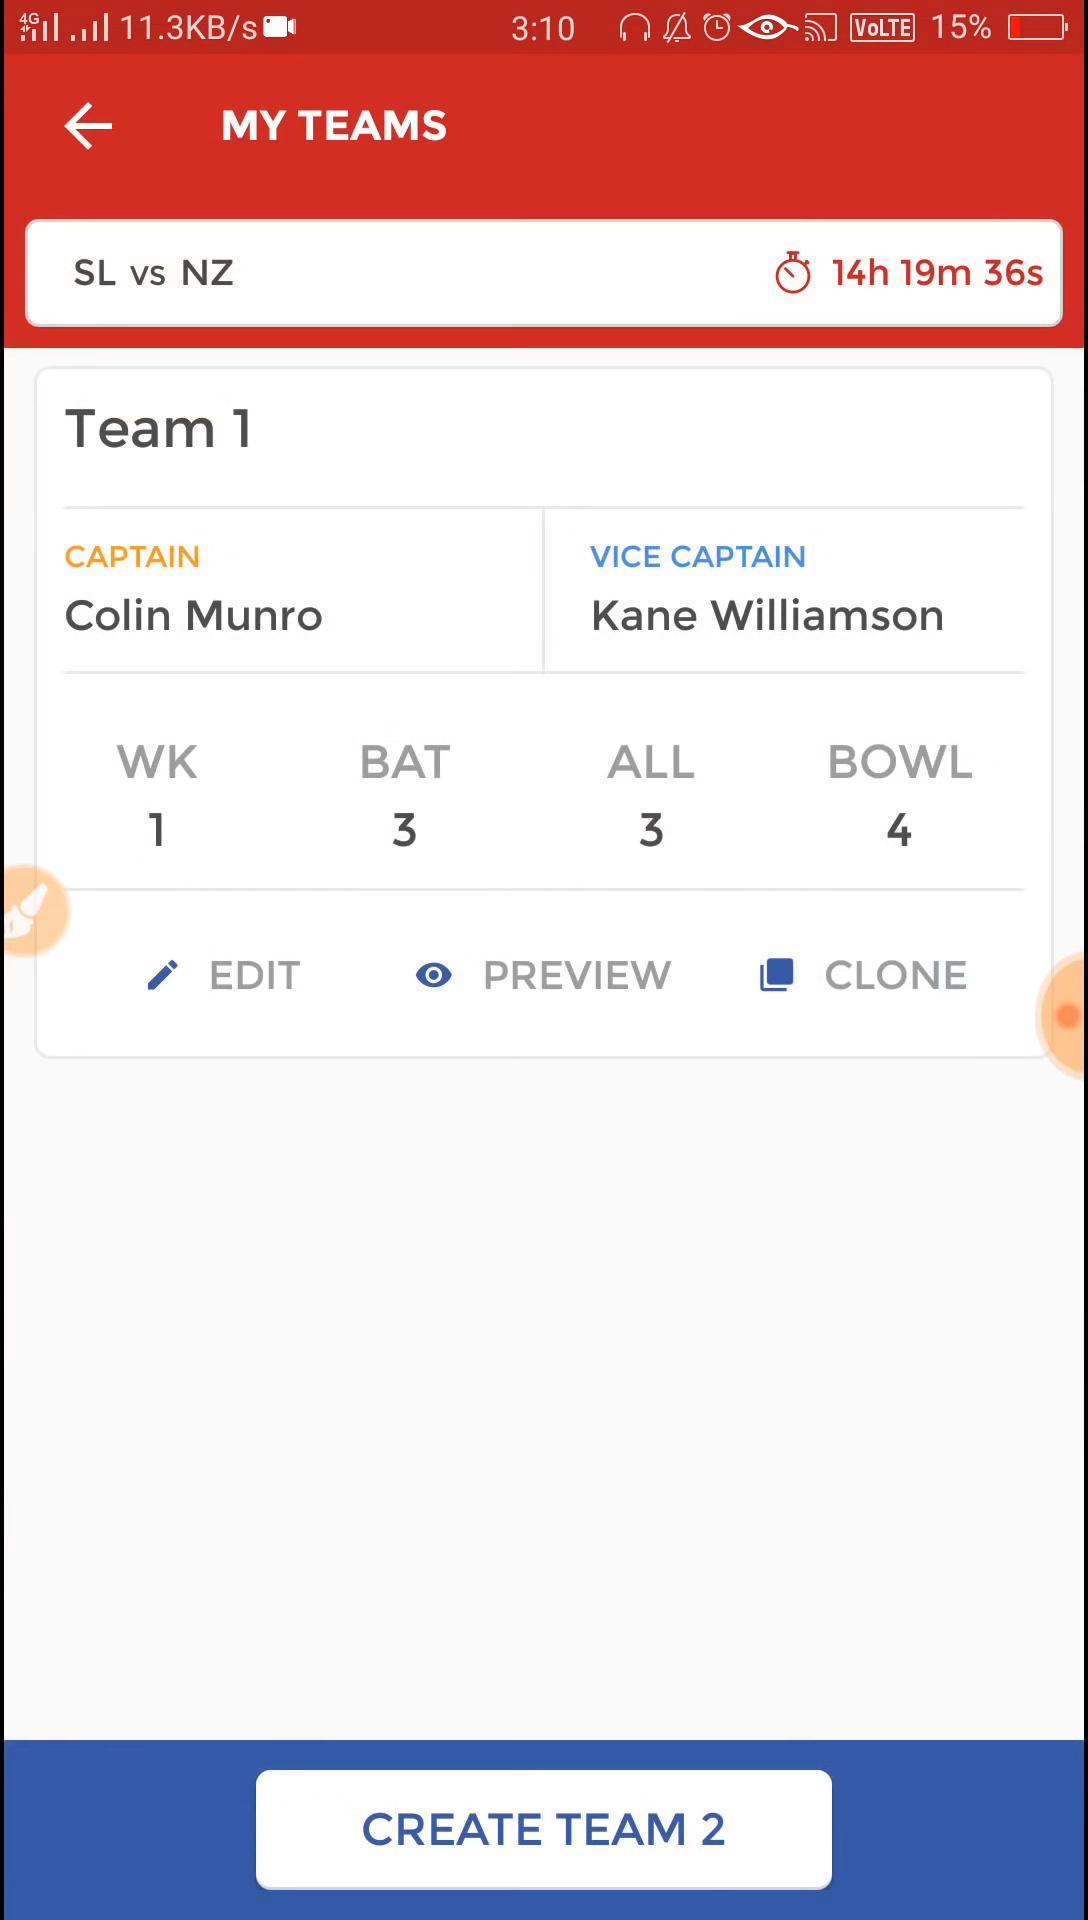 4G 11.3KB/s 3:10 VoLTE 15%
MY TEAMS
SL vs NZ 14h 19m 36s
Team 1
CAPTAIN VICE CAPTAIN
Colin Munro Kane Williamson
WK BAT ALL BOWL
1 3 3 4
EDIT PREVIEW CLONE
CREATE TEAM 2